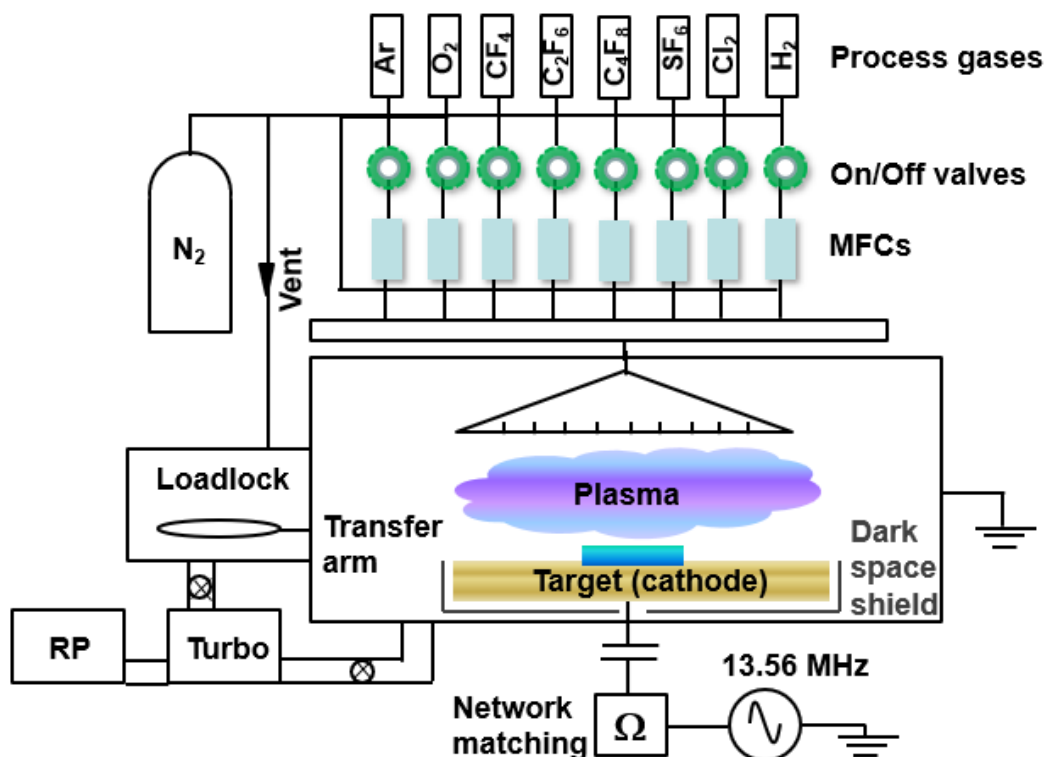 Ar
O₂
CF₄
C₂F₆
C₄F₈
SF₆
Cl₂
H₂
Process gases
On/Off valves
MFCs
N₂
Vent
Loadlock
Transfer
arm
Plasma
Target (cathode)
Dark
space
shield
RP
Turbo
13.56 MHz
Network
matching
Ω